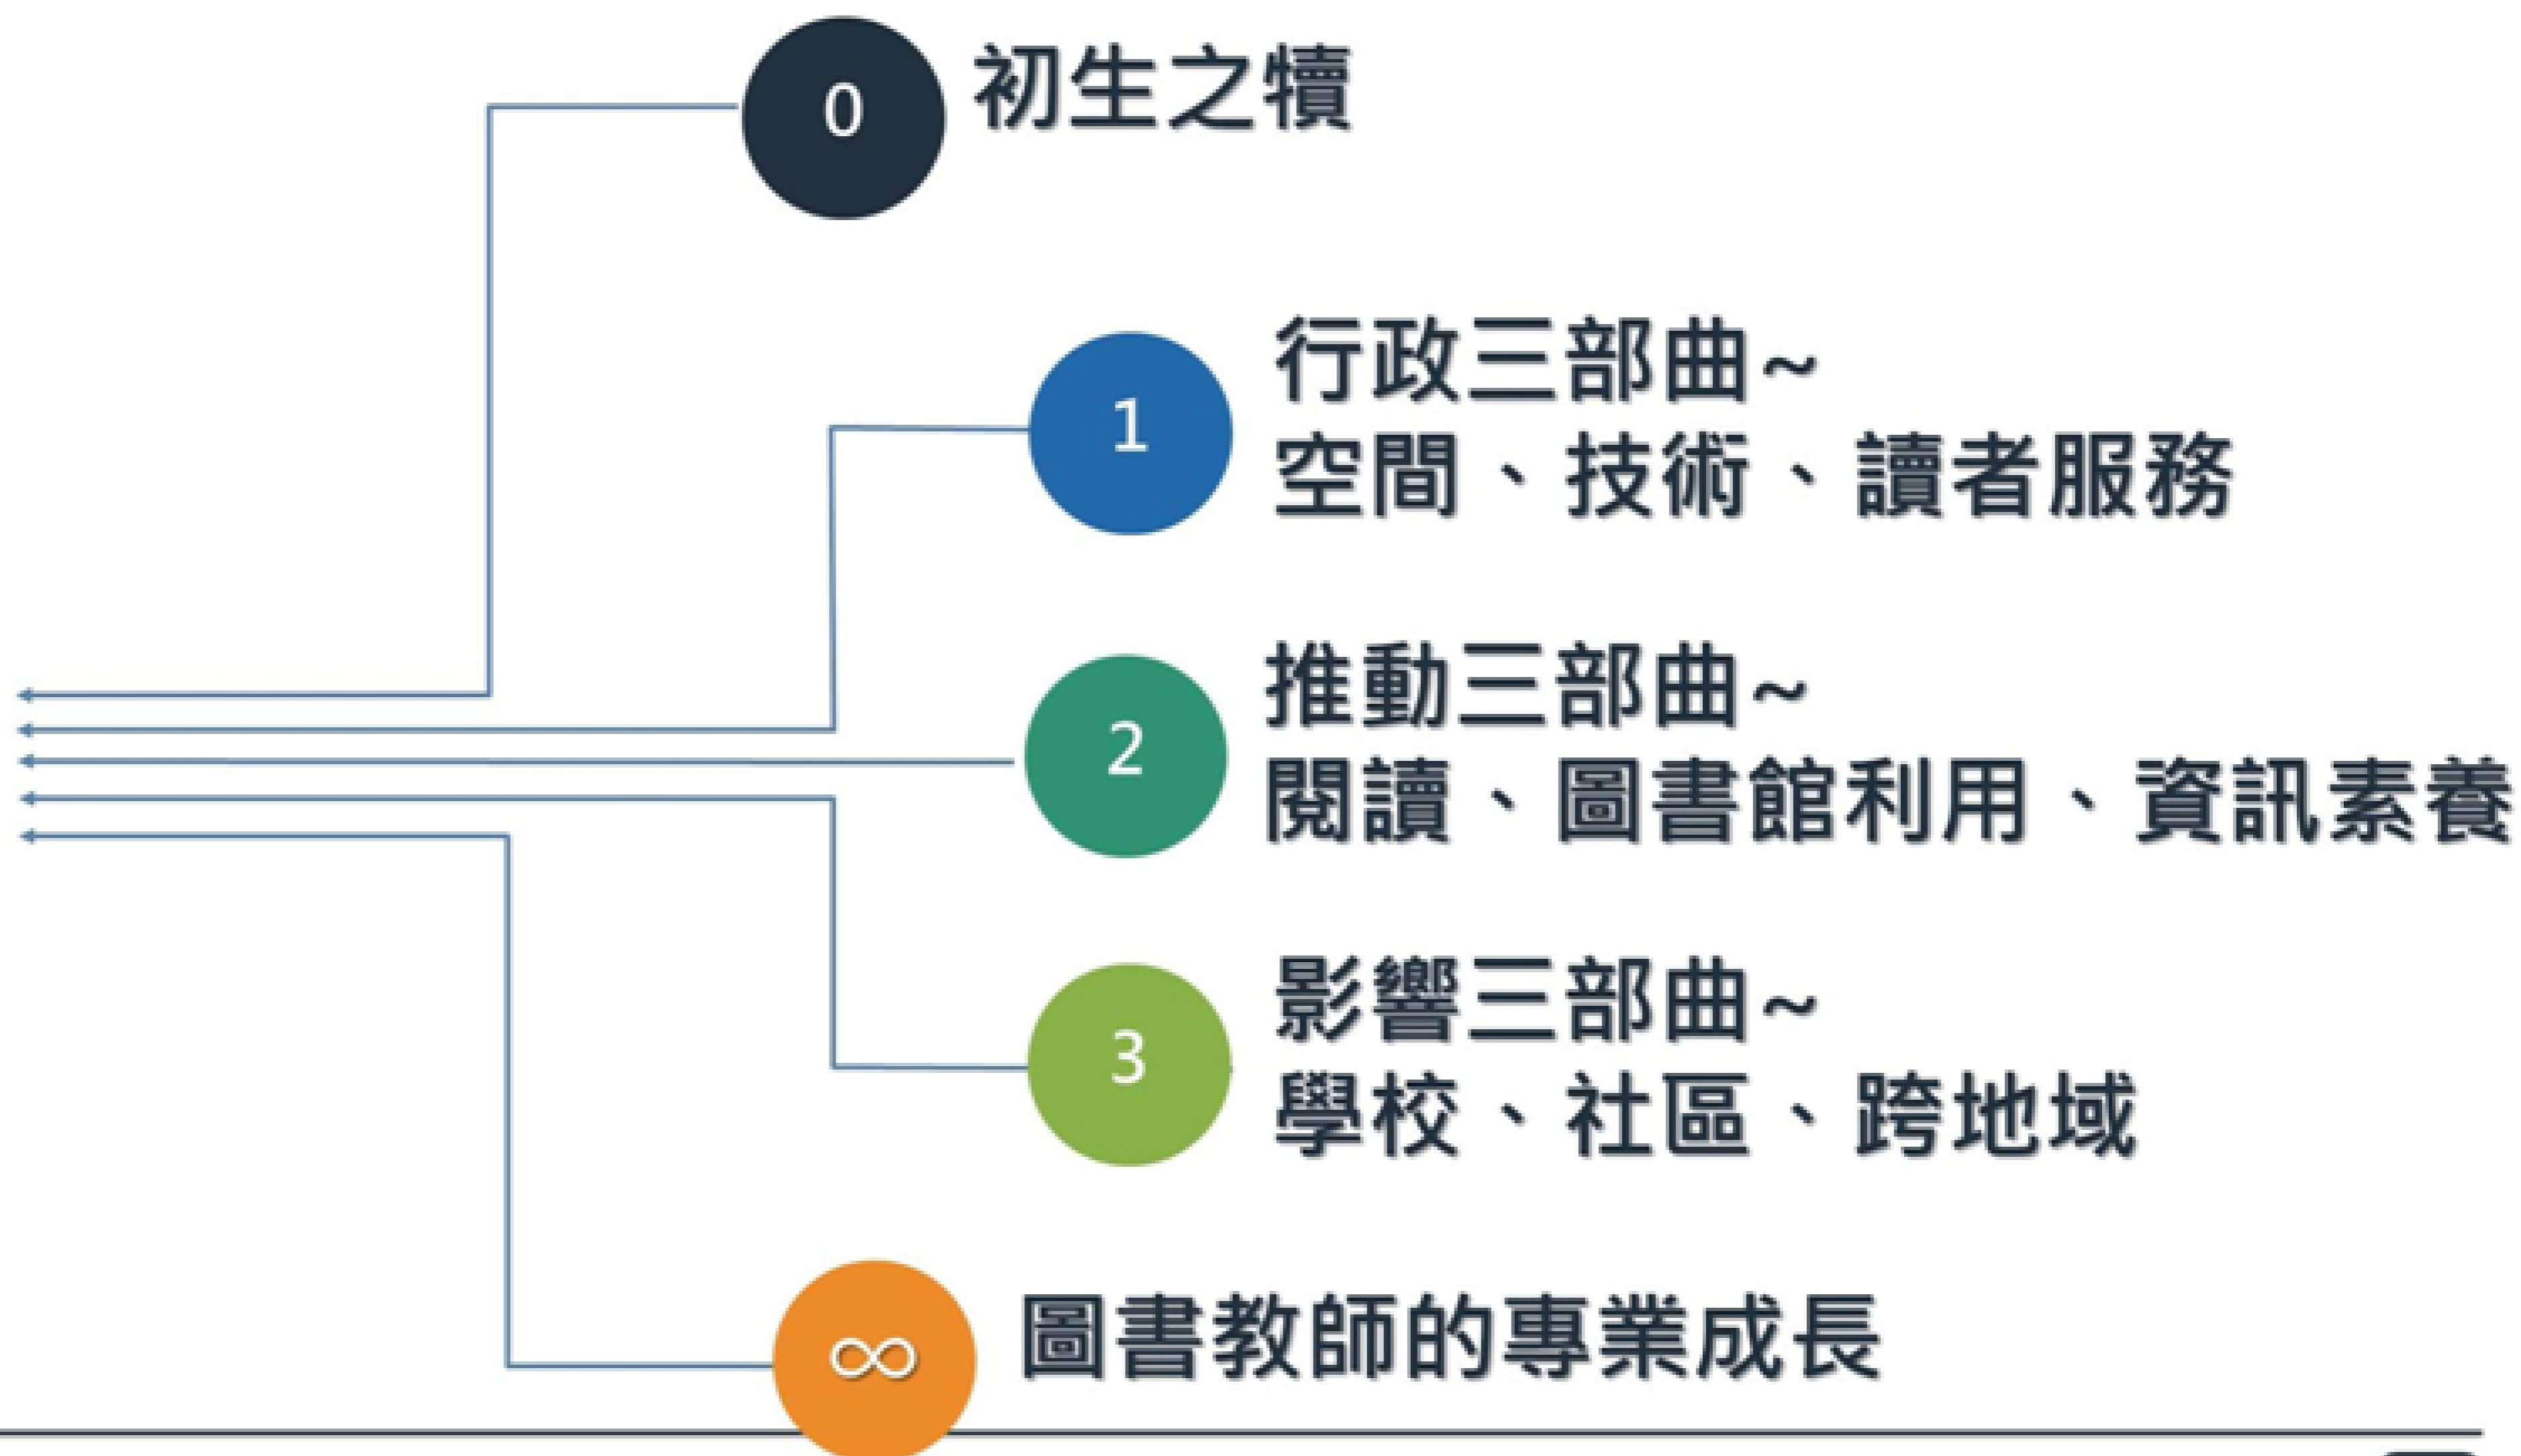 0 初生之犢
1 行政三部曲~
空間、技術、讀者服務
2 推動三部曲~
閱讀、圖書館利用、資訊素養
3 影響三部曲~
學校、社區、跨地域
∞ 圖書教師的專業成長